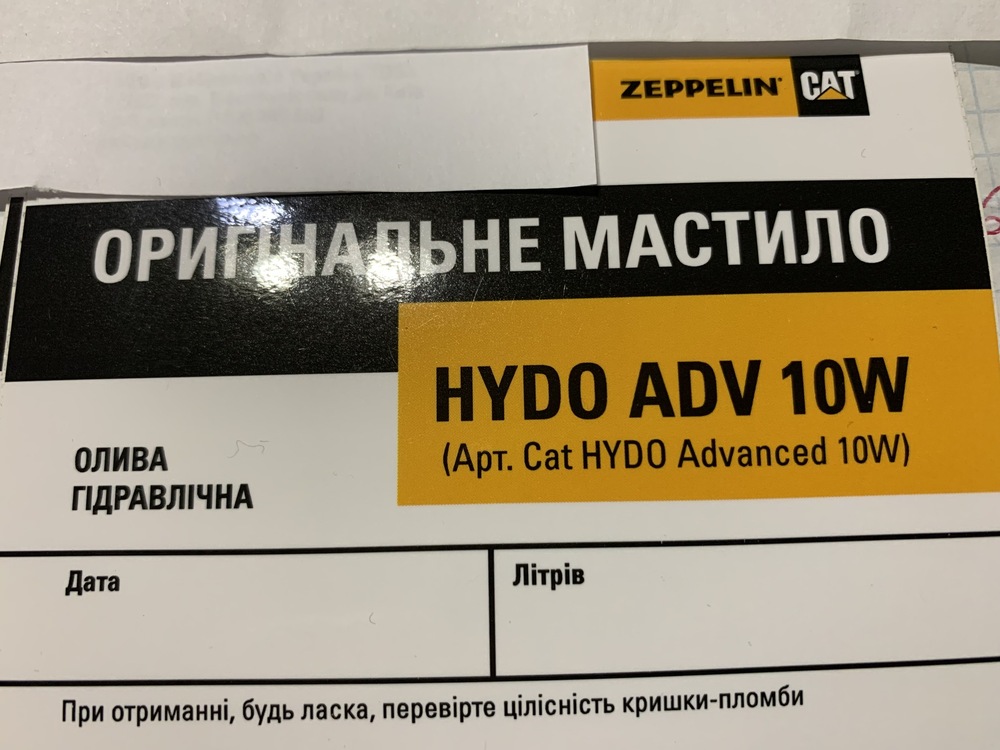 ZEPPELIN CAT
ОРИГІНАЛЬНЕ МАСТИЛО
HYDO ADV 10W
(Арт. Cat HYDO Advanced 10W)
ОЛИВА
ГІДРАВЛІЧНА
Дата
Літрів
При отриманні, будь ласка, перевірте цілісність кришки-пломби